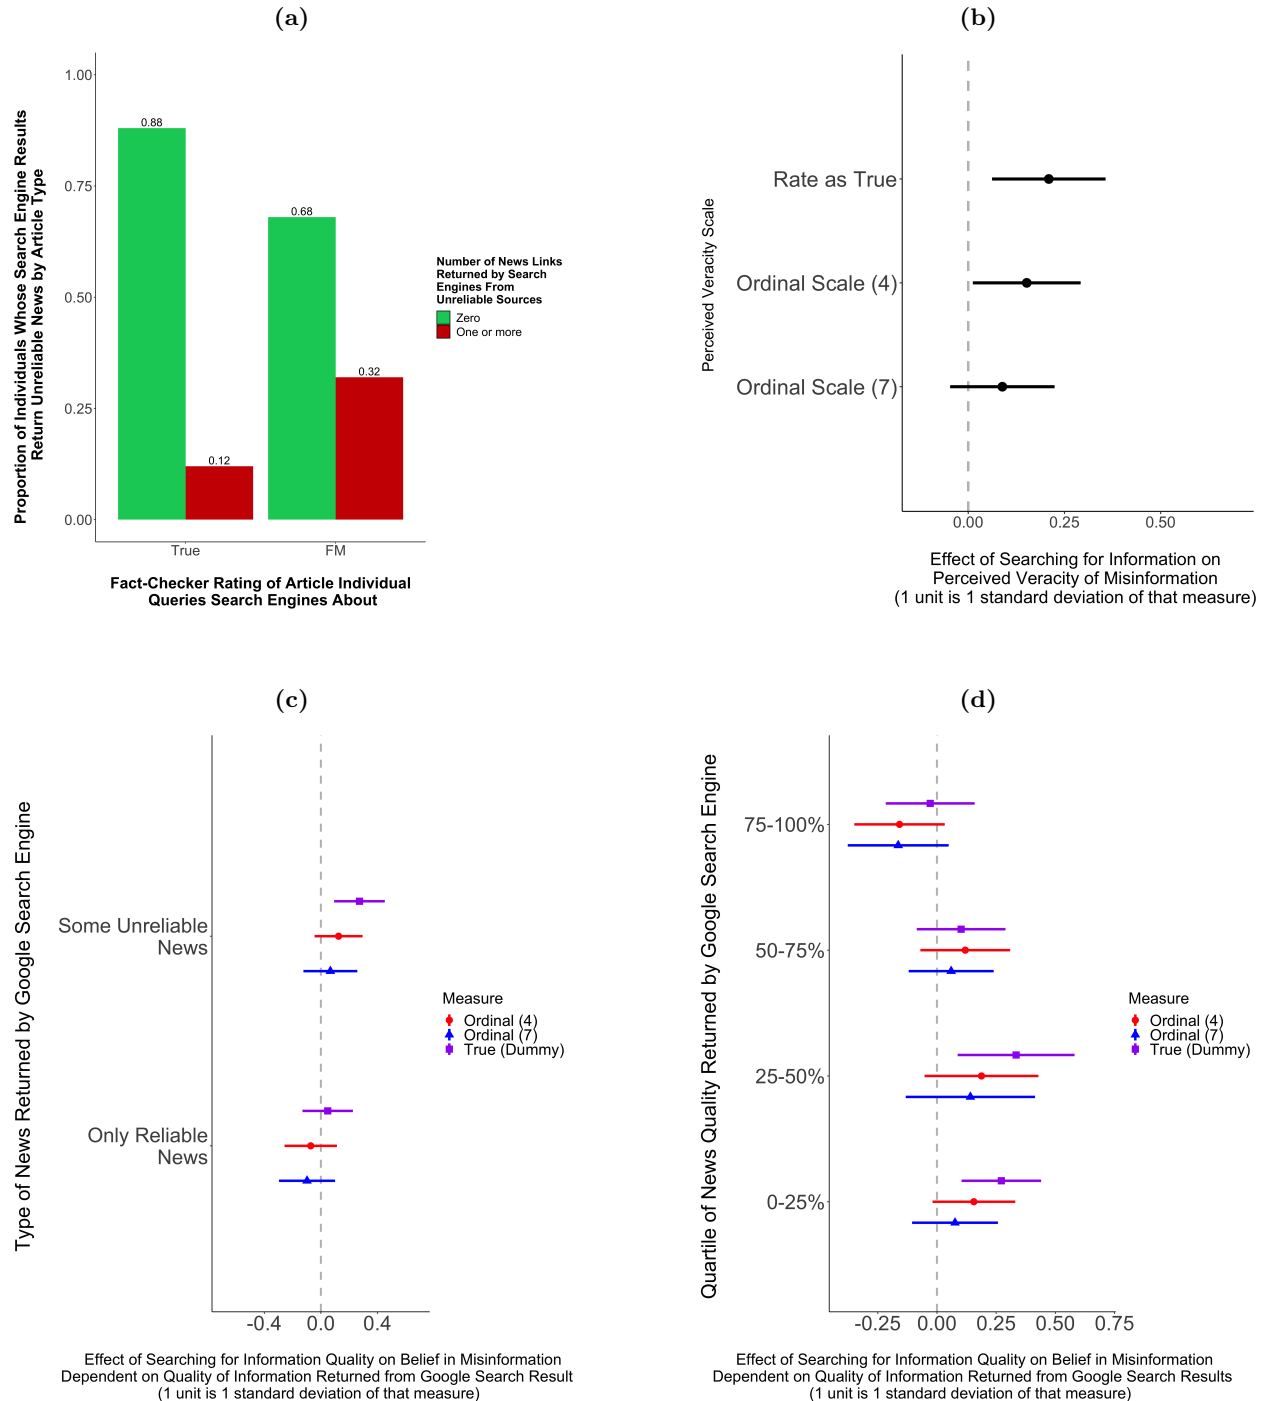 (a)
Proportion of Individuals Whose Search Engine Results
Return Unreliable News by Article Type
1.00
0.75
0.50
0.25
0.00
0.88
0.12
0.68
0.32
True
FM
Fact-Checker Rating of Article Individual
Queries Search Engines About
Number of News Links
Returned by Search
Engines From
Unreliable Sources
Zero
One or more
(b)
Perceived Veracity Scale
Rate as True
Ordinal Scale (4)
Ordinal Scale (7)
0.00
0.25
0.50
Effect of Searching for Information on
Perceived Veracity of Misinformation
(1 unit is 1 standard deviation of that measure)
(c)
Type of News Returned by Google Search Engine
Some Unreliable
News
Only Reliable
News
-0.4
0.0
0.4
Effect of Searching for Information Quality on Belief in Misinformation
Dependent on Quality of Information Returned from Google Search Result
(1 unit is 1 standard deviation of that measure)
Measure
Ordinal (4)
Ordinal (7)
True (Dummy)
(d)
Quartile of News Quality Returned by Google Search Engine
75-100%
50-75%
25-50%
0-25%
-0.25
0.00
0.25
0.50
0.75
Effect of Searching for Information Quality on Belief in Misinformation
Dependent on Quality of Information Returned from Google Search Results
(1 unit is 1 standard deviation of that measure)
Measure
Ordinal (4)
Ordinal (7)
True (Dummy)